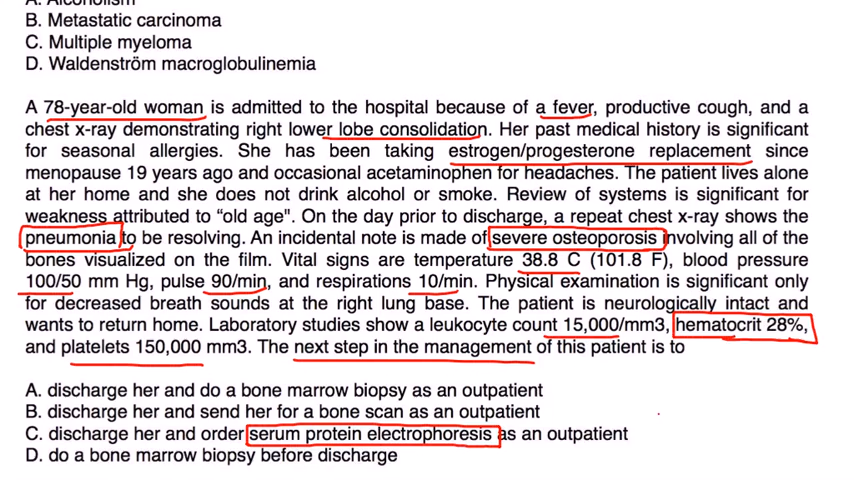 A. Alcoholism
B. Metastatic carcinoma
C. Multiple myeloma
D. Waldenström macroglobulinemia
A 78-year-old woman is admitted to the hospital because of a fever, productive cough, and a
chest x-ray demonstrating right lower lobe consolidation. Her past medical history is significant
for seasonal allergies. She has been taking estrogen/progesterone replacement since
menopause 19 years ago and occasional acetaminophen for headaches. The patient lives alone
at her home and she does not drink alcohol or smoke. Review of systems is significant for
weakness attributed to “old age". On the day prior to discharge, a repeat chest x-ray shows the
pneumonia to be resolving. An incidental note is made of severe osteoporosis involving all of the
bones visualized on the film. Vital signs are temperature 38.8 C (101.8 F), blood pressure
100/50 mm Hg, pulse 90/min, and respirations 10/min. Physical examination is significant only
for decreased breath sounds at the right lung base. The patient is neurologically intact and
wants to return home. Laboratory studies show a leukocyte count 15,000/mm3, hematocrit 28%,
and platelets 150,000 mm3. The next step in the management of this patient is to
A. discharge her and do a bone marrow biopsy as an outpatient
B. discharge her and send her for a bone scan as an outpatient
C. discharge her and order serum protein electrophoresis as an outpatient
D. do a bone marrow biopsy before discharge